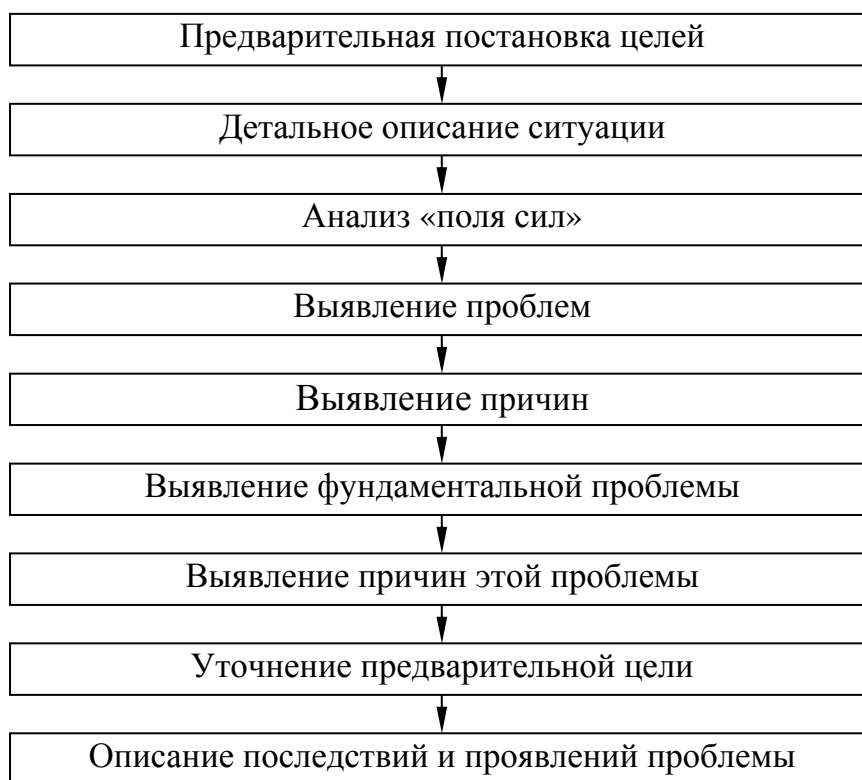 Предварительная постановка целей
Детальное описание ситуации
Анализ «поля сил»
Выявление проблем
Выявление причин
Выявление фундаментальной проблемы
Выявление причин этой проблемы
Уточнение предварительной цели
Описание последствий и проявлений проблемы